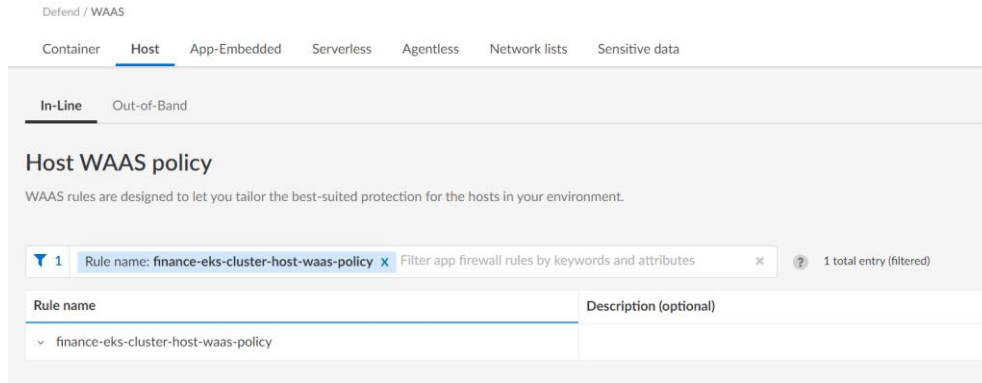 Defend / WAAS
Container Host App-Embedded Serverless Agentless Network lists Sensitive data
In-Line Out-of-Band
Host WAAS policy
WAAS rules are designed to let you tailor the best-suited protection for the hosts in your environment.
1 Rule name: finance-eks-cluster-host-waas-policy x Filter app firewall rules by keywords and attributes × ? 1 total entry (filtered)
Rule name Description (optional)
finance-eks-cluster-host-waas-policy